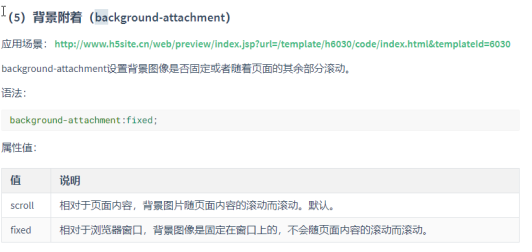 （5）背景附着（background-attachment）
应用场景：http://www.h5site.cn/web/preview/index.jsp?url=/template/h6030/code/index.html&templateId=6030
background-attachment设置背景图像是否固定或者随着页面的其余部分滚动。
语法：
background-attachment:fixed;
属性值：
值 说明
scroll 相对于页面内容，背景图片随页面内容的滚动而滚动。默认。
fixed 相对于浏览器窗口，背景图像是固定在窗口上的，不会随页面内容的滚动而滚动。